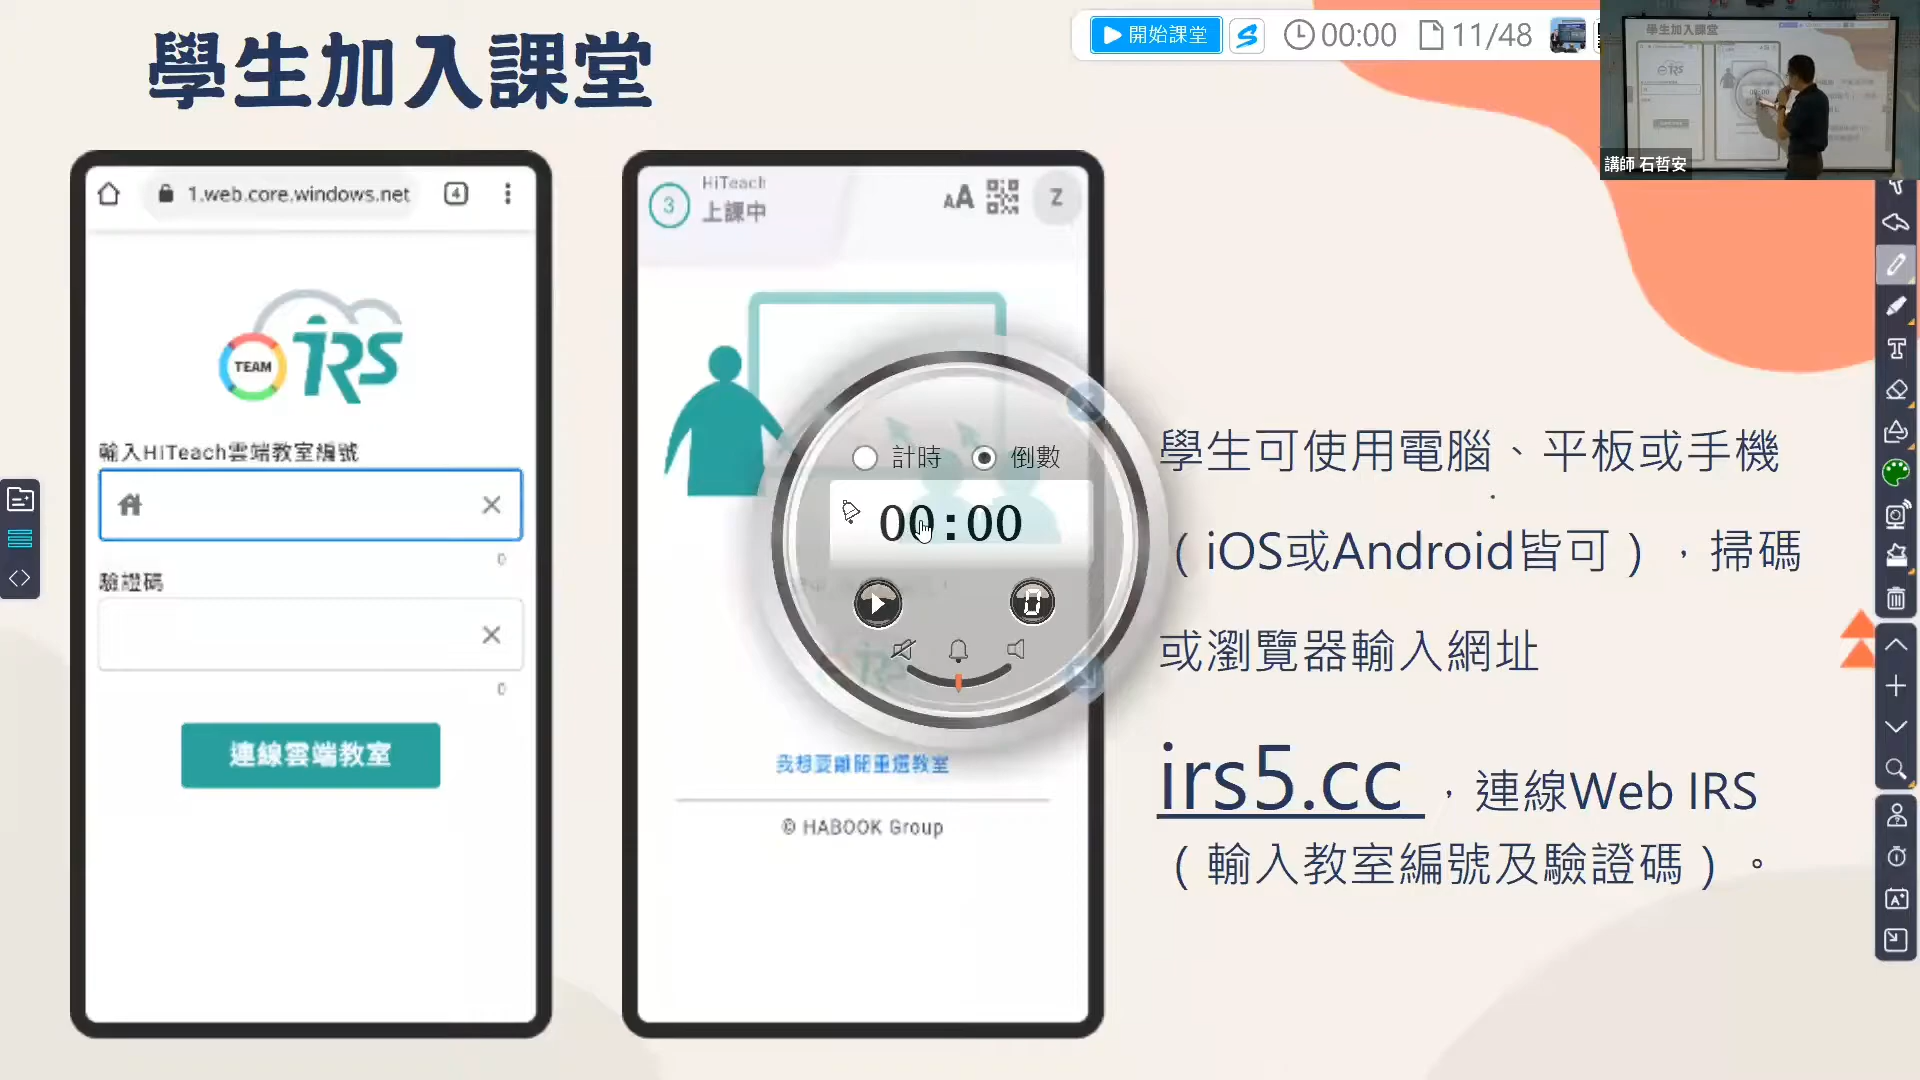 學生加入課堂
開始課堂
00:00
11/48
講師 石哲安
1.web.core.windows.net
4
TEAM
iRS
輸入HiTeach雲端教室編號
0
驗證碼
0
連線雲端教室
3
HiTeach
上課中
AA
Z
計時
倒數
00:00
0
我想要離開重選教室
© HABOOK Group
學生可使用電腦、平板或手機
（iOS或Android皆可），掃碼
或瀏覽器輸入網址
irs5.cc ，連線Web IRS
（輸入教室編號及驗證碼）。